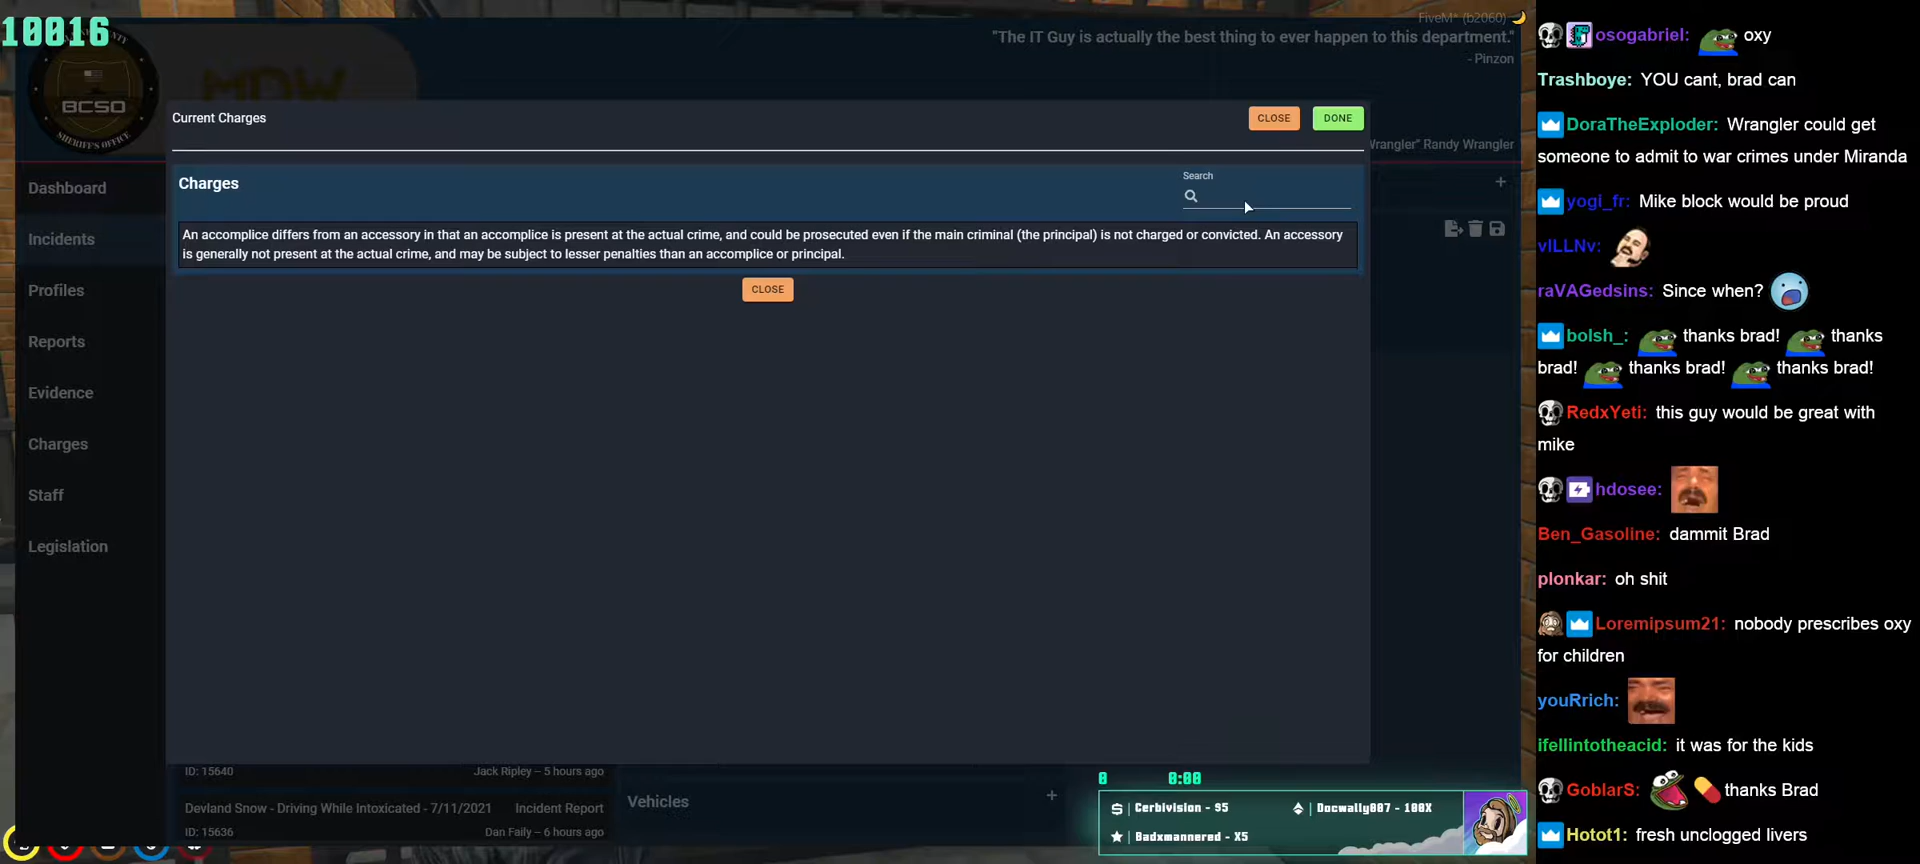 10016
FiveM* (b2060)
"The IT Guy is actually the best thing to ever happen to this department."
- Pinzon
BCSO
SHERIFF'S OFFICE
MDW
Current Charges
CLOSE
DONE
Wrangler" Randy Wrangler
Charges
Search
An accomplice differs from an accessory in that an accomplice is present at the actual crime, and could be prosecuted even if the main criminal (the principal) is not charged or convicted. An accessory
is generally not present at the actual crime, and may be subject to lesser penalties than an accomplice or principal.
CLOSE
Dashboard
Incidents
Profiles
Reports
Evidence
Charges
Staff
Legislation
ID: 15640
Jack Ripley – 5 hours ago
Devland Snow - Driving While Intoxicated - 7/11/2021
Incident Report
ID: 15636
Dan Faily – 6 hours ago
Vehicles
0
0:00
Cerbivision - 95
Docwally007 - 100X
Badxmannered - X5
osogabriel: oxy
Trashboye: YOU cant, brad can
DoraTheExploder: Wrangler could get
someone to admit to war crimes under Miranda
yogi_fr: Mike block would be proud
vILLNv:
raVAGedsins: Since when?
bolsh_: thanks brad! thanks
brad! thanks brad! thanks brad!
RedxYeti: this guy would be great with
mike
hdosee:
Ben_Gasoline: dammit Brad
plonkar: oh shit
Loremipsum21: nobody prescribes oxy
for children
youRrich:
ifellintotheacid: it was for the kids
GoblarS: thanks Brad
Hotot1: fresh unclogged livers